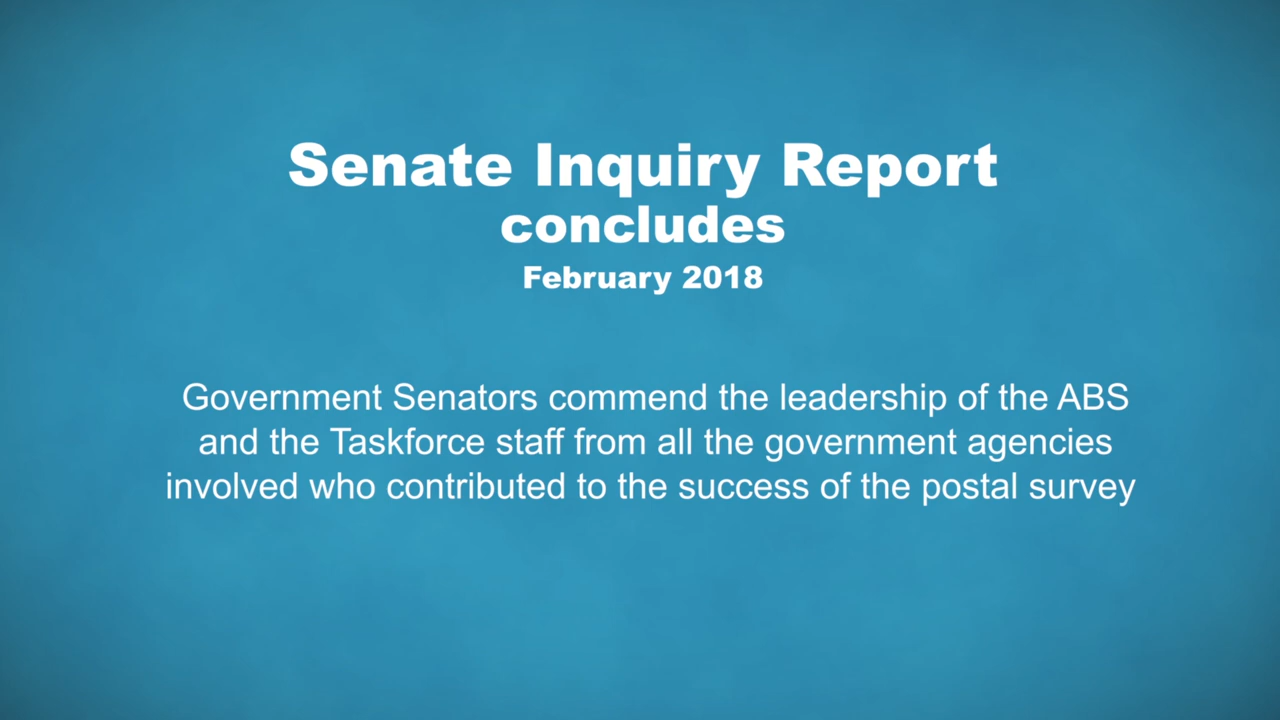 Senate Inquiry Report
concludes
February 2018
Government Senators commend the leadership of the ABS
and the Taskforce staff from all the government agencies
involved who contributed to the success of the postal survey